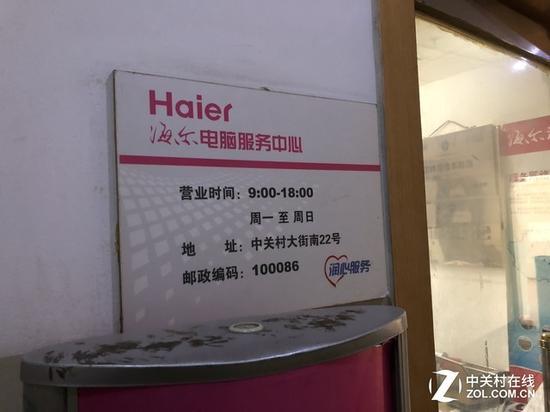 Haier
海尔 电脑服务中心
营业时间: 9:00-18:00
周一 至 周日
地 址: 中关村大街南22号
邮政编码: 100086
润心服务
海尔
中关村在线
ZOL.COM.CN